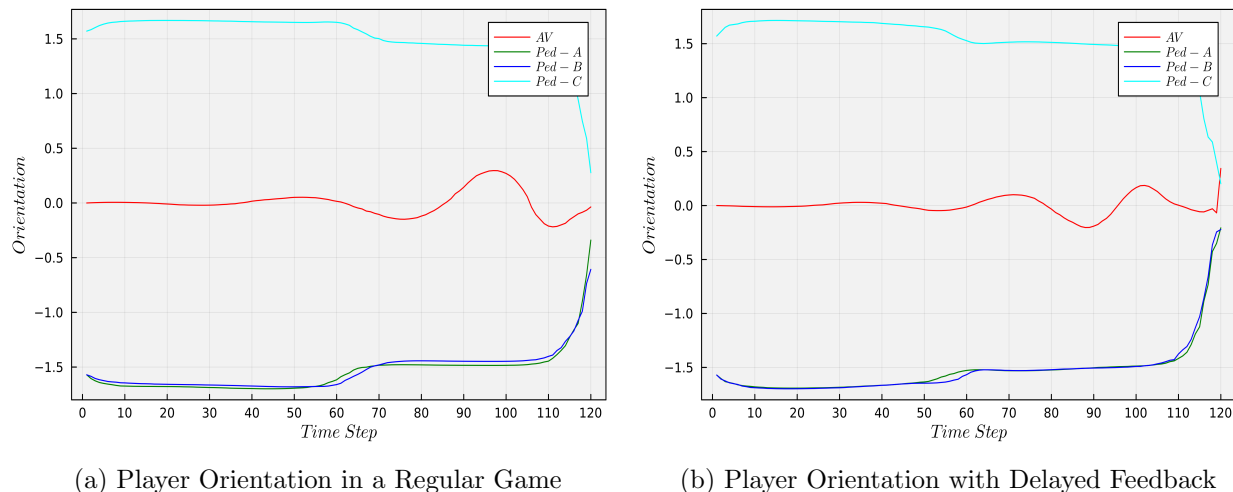 1.5
1.0
0.5
0.0
−0.5
−1.0
−1.5
0 10 20 30 40 50 60 70 80 90 100 110 120
Orientation
Time Step
AV
Ped − A
Ped − B
Ped − C
(a) Player Orientation in a Regular Game
1.5
1.0
0.5
0.0
−0.5
−1.0
−1.5
0 10 20 30 40 50 60 70 80 90 100 110 120
Orientation
Time Step
AV
Ped − A
Ped − B
Ped − C
(b) Player Orientation with Delayed Feedback